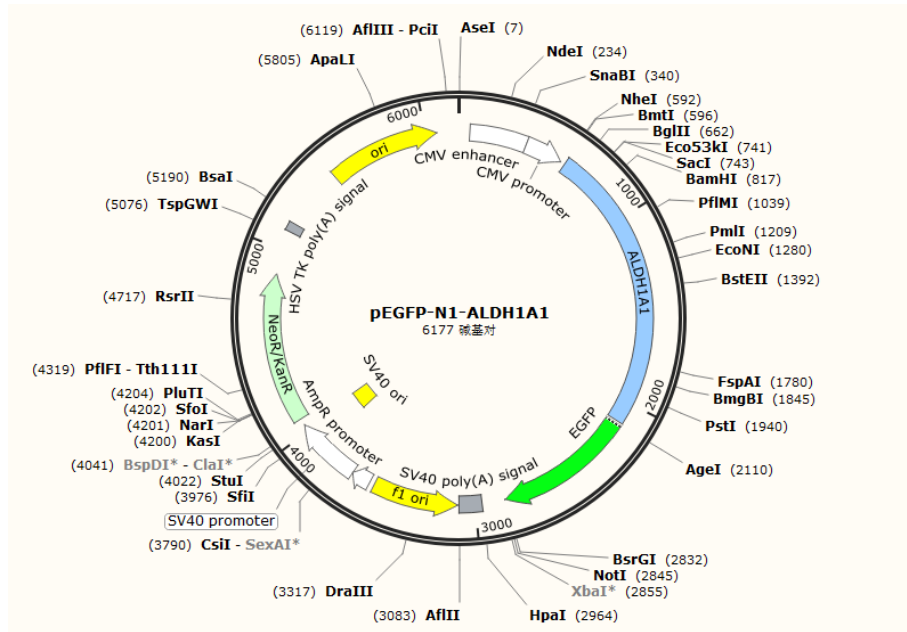 (6119) AflIII - PciI
AseI (7)
(5805) ApaLI
NdeI (234)
SnaBI (340)
NheI (592)
BmtI (596)
BglII (662)
Eco53kI (741)
SacI (743)
BamHI (817)
PflMI (1039)
PmlI (1209)
EcoNI (1280)
BstEII (1392)
FspAI (1780)
BmgBI (1845)
PstI (1940)
AgeI (2110)
BsrGI (2832)
NotI (2845)
XbaI* (2855)
HpaI (2964)
(3083) AflII
(3317) DraIII
(3790) CsiI - SexAI*
SV40 promoter
(3976) SfiI
(4022) StuI
(4041) BspDI* - ClaI*
(4200) KasI
(4201) NarI
(4202) SfoI
(4204) PluTI
(4319) PflFI - Tth111I
(4717) RsrII
(5076) TspGWI
(5190) BsaI
6000
1000
2000
3000
4000
5000
ori
CMV enhancer
CMV promoter
ALDH1A1
EGFP
SV40 poly(A) signal
f1 ori
AmpR promoter
SV40 ori
NeoR/KanR
HSV TK poly(A) signal
pEGFP-N1-ALDH1A1
6177 碱基对